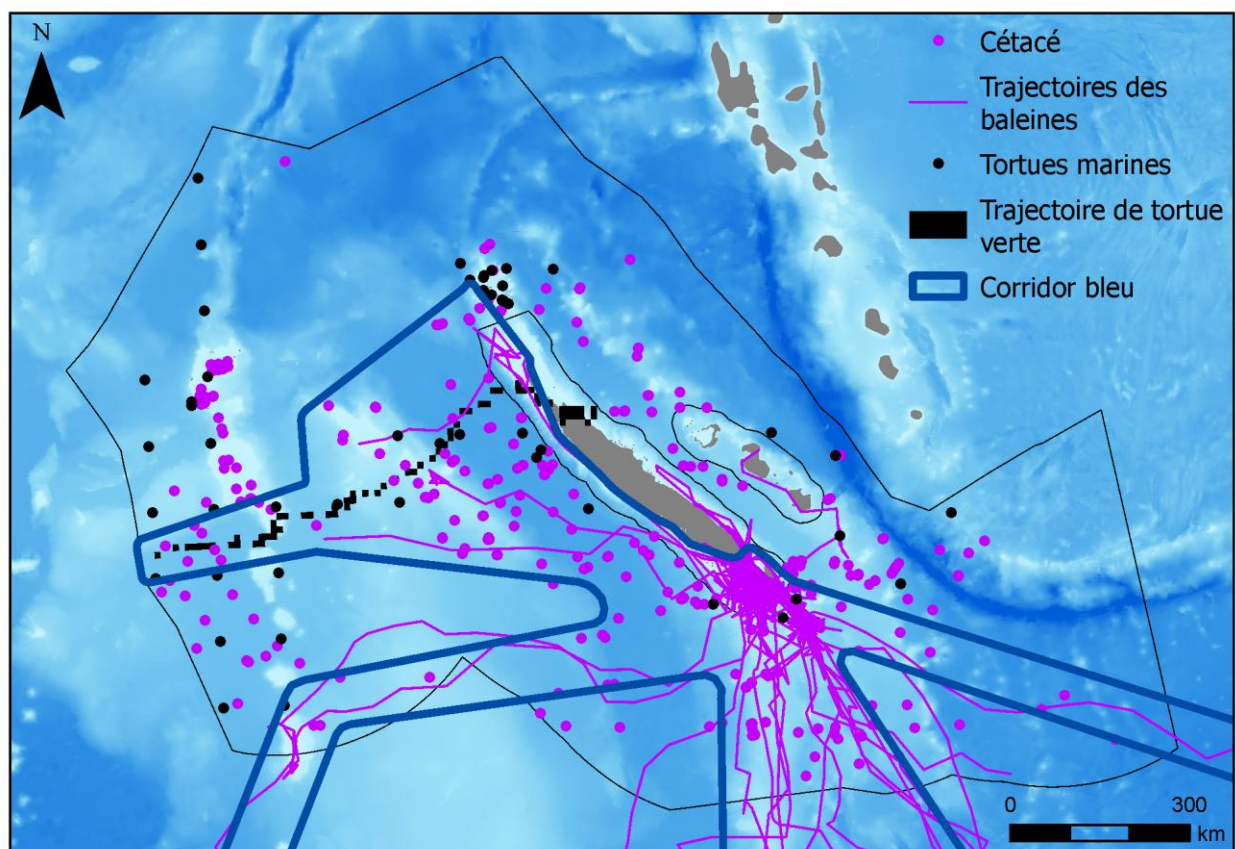 N
Cétacé
Trajectoires des
baleines
Tortues marines
Trajectoire de tortue
verte
Corridor bleu
0 300
km